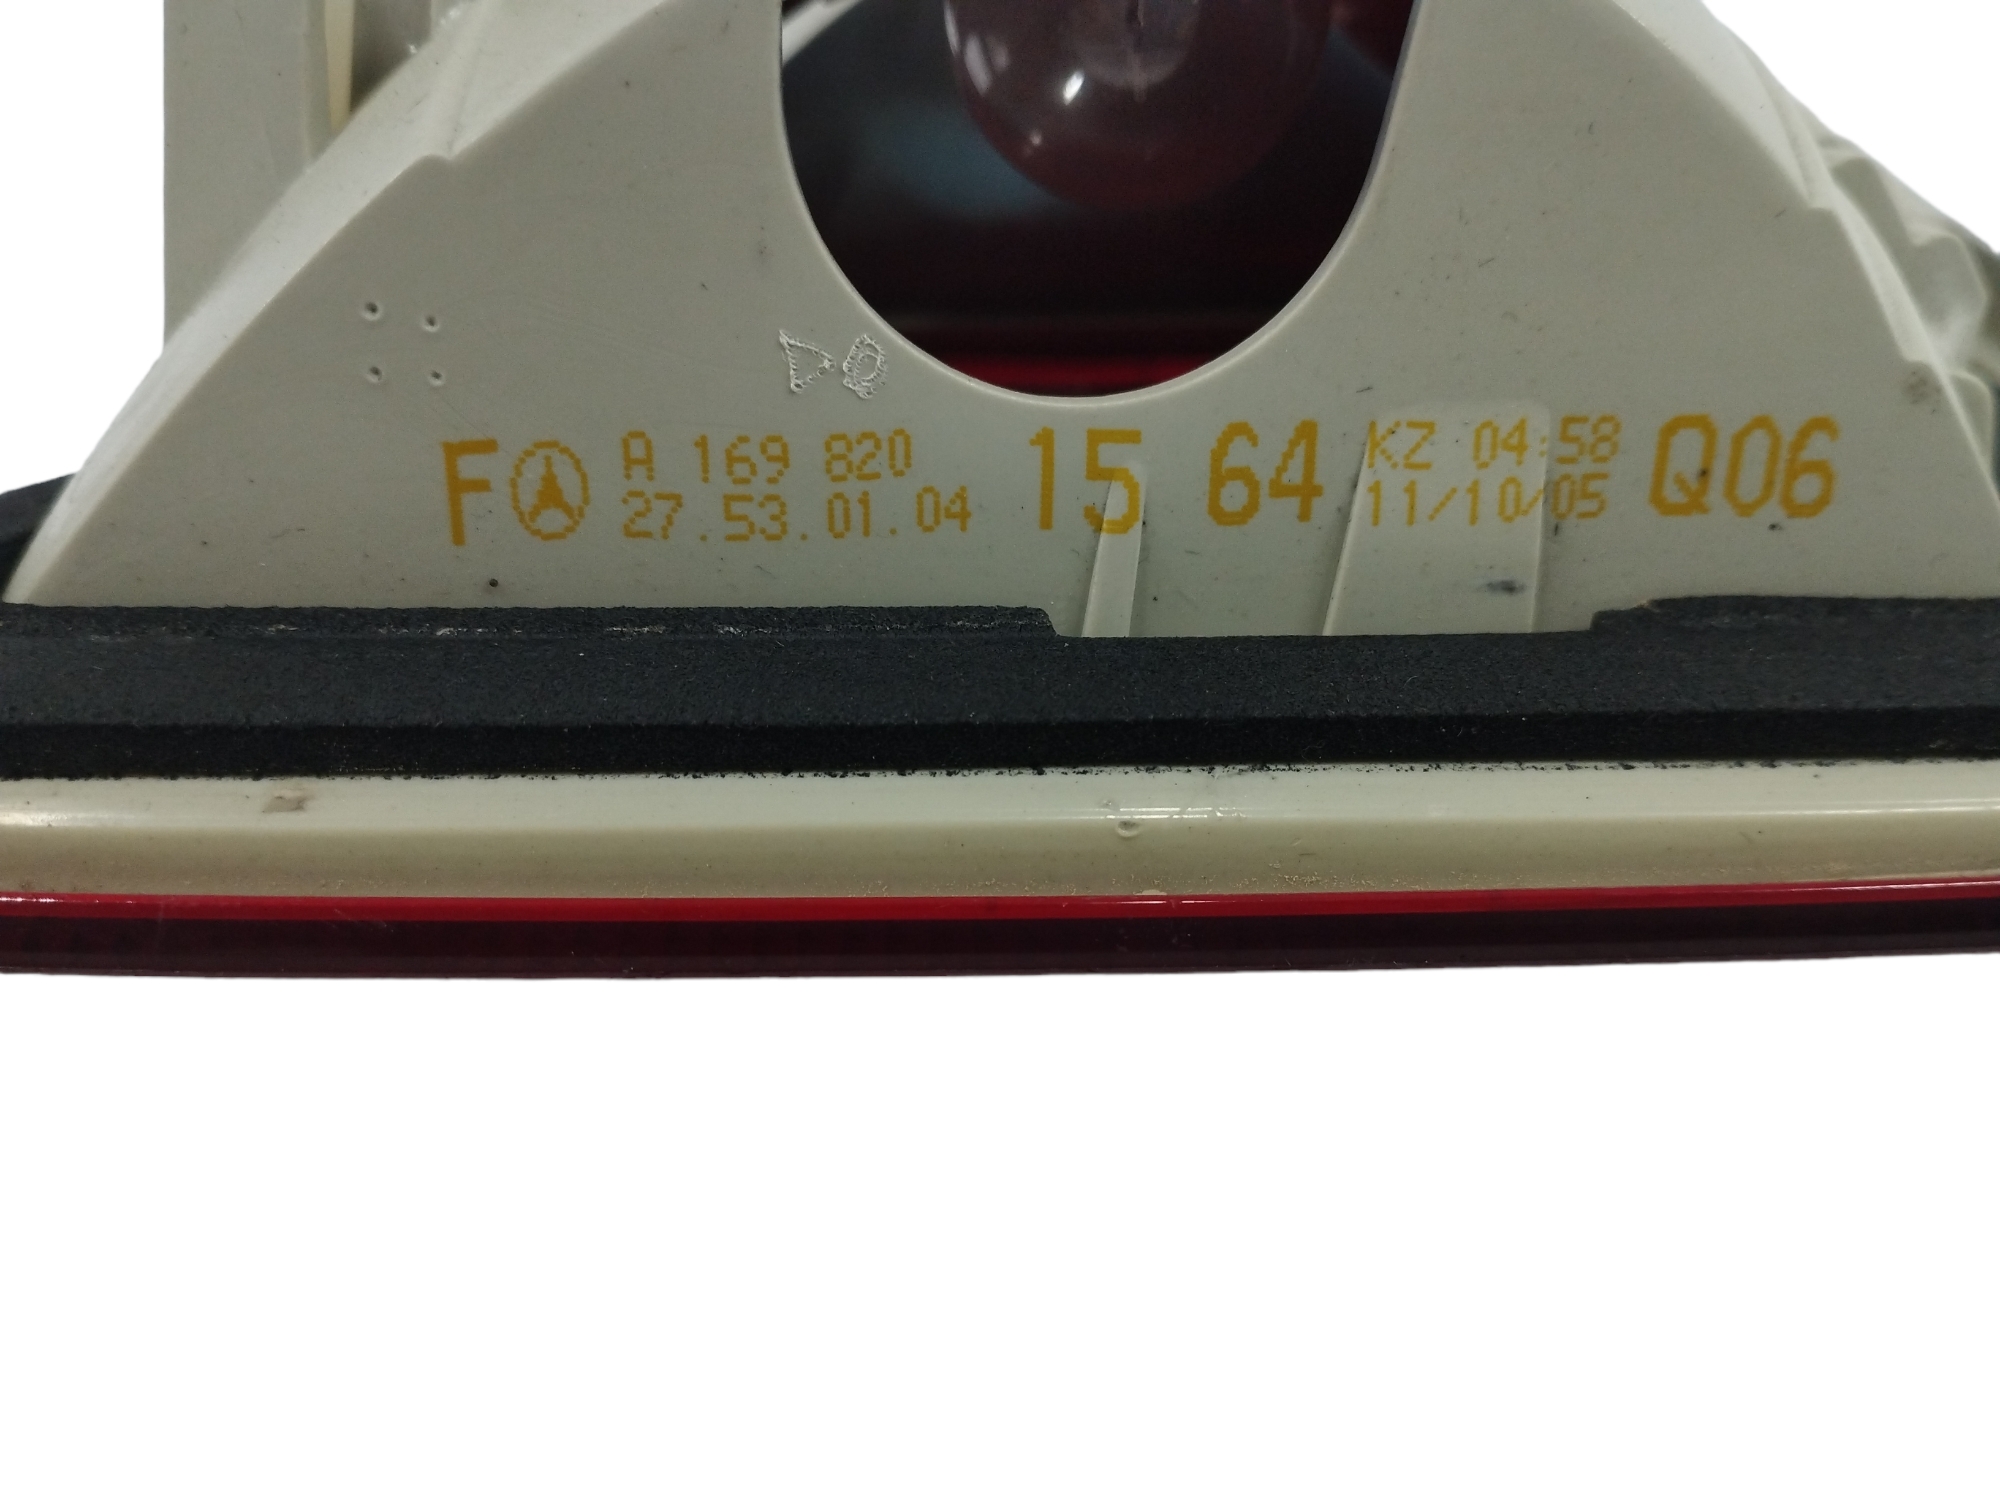 F A 169 820 15 64 KZ 04:58 Q06
27.53.01.04 11/10/05